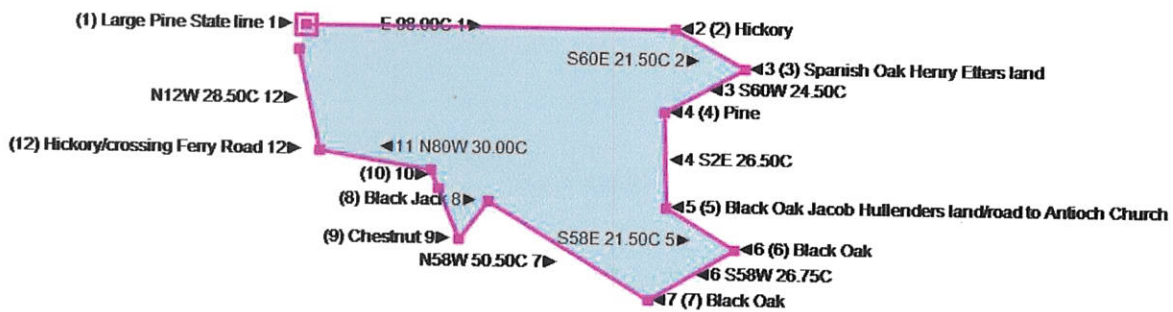 (1) Large Pine State line 1►
E 98.00C 1►
◄2 (2) Hickory
S60E 21.50C 2►
◄3 (3) Spanish Oak Henry Etters land
◄3 S60W 24.50C
N12W 28.50C 12►
◄4 (4) Pine
(12) Hickory/crossing Ferry Road 12►
◄11 N80W 30.00C
◄4 S2E 26.50C
(10) 10►
(8) Black Jack 8►
◄5 (5) Black Oak Jacob Hullenders land/road to Antioch Church
(9) Chestnut 9►
S58E 21.50C 5►
◄6 (6) Black Oak
N58W 50.50C 7►
◄6 S58W 26.75C
◄7 (7) Black Oak